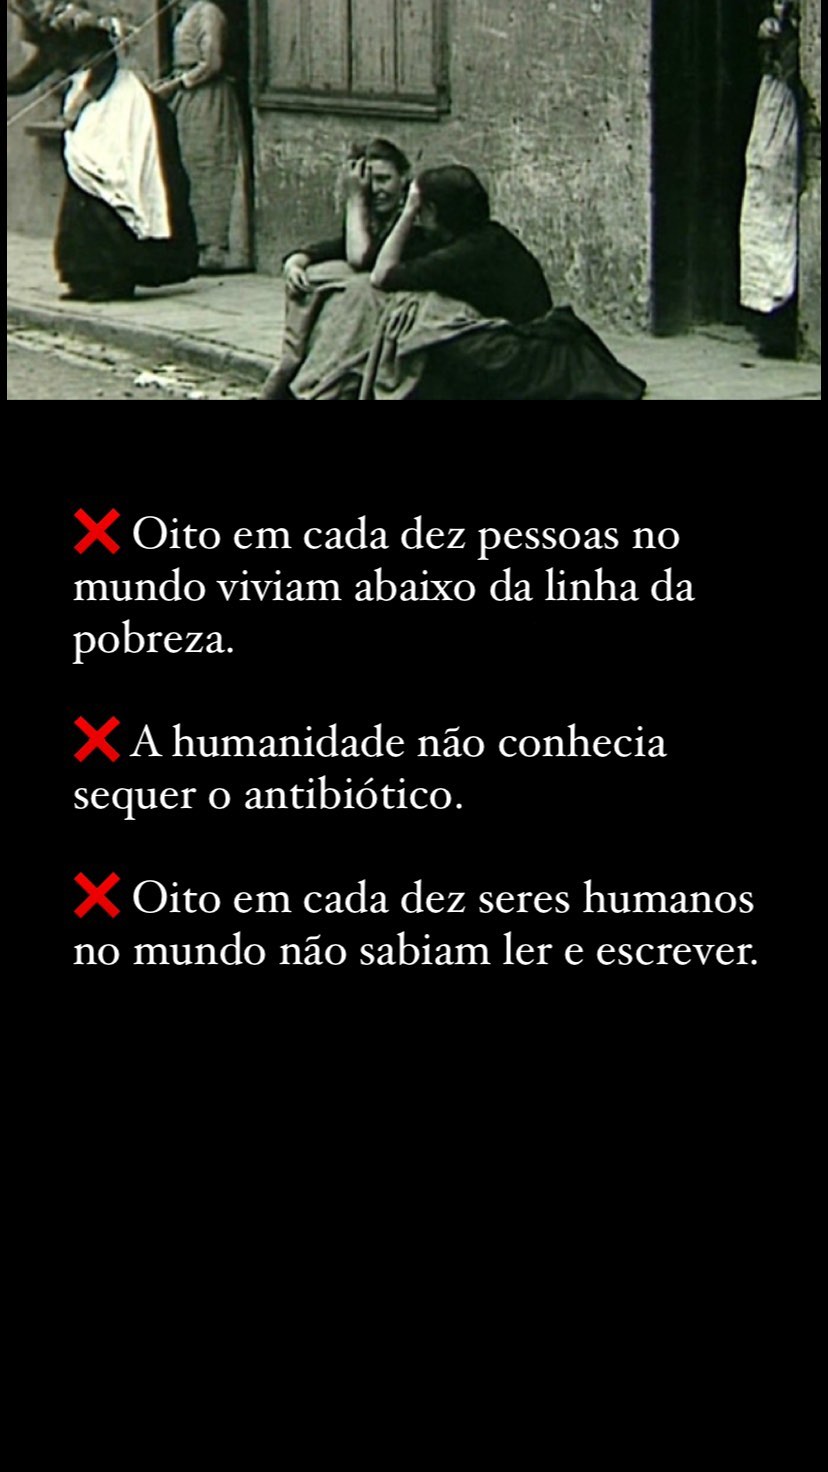 ❌ Oito em cada dez pessoas no
mundo viviam abaixo da linha da
pobreza.
❌ A humanidade não conhecia
sequer o antibiótico.
❌ Oito em cada dez seres humanos
no mundo não sabiam ler e escrever.